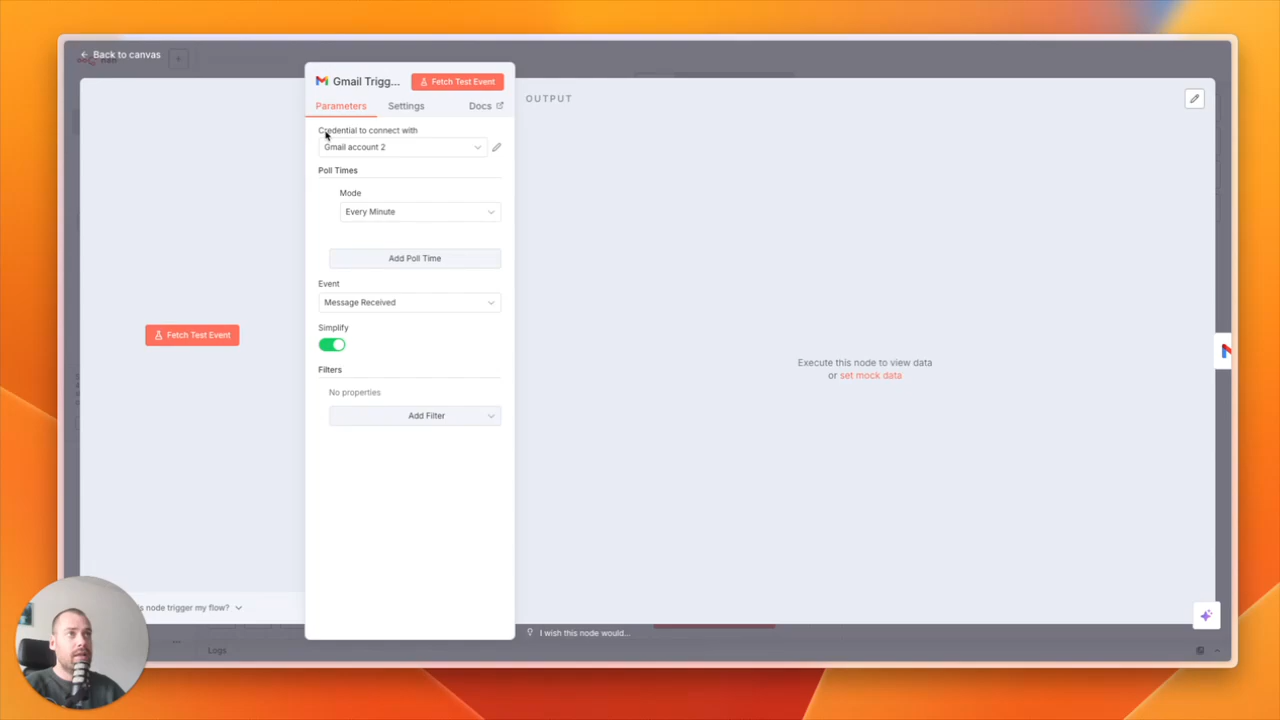 Back to canvas
Gmail Trigg...
Fetch Test Event
Parameters
Settings
Docs
OUTPUT
Credential to connect with
Gmail account 2
Poll Times
Mode
Every Minute
Add Poll Time
Event
Message Received
Simplify
Fetch Test Event
Filters
No properties
Add Filter
Execute this node to view data
or set mock data
s node trigger my flow?
I wish this node would...
Logs